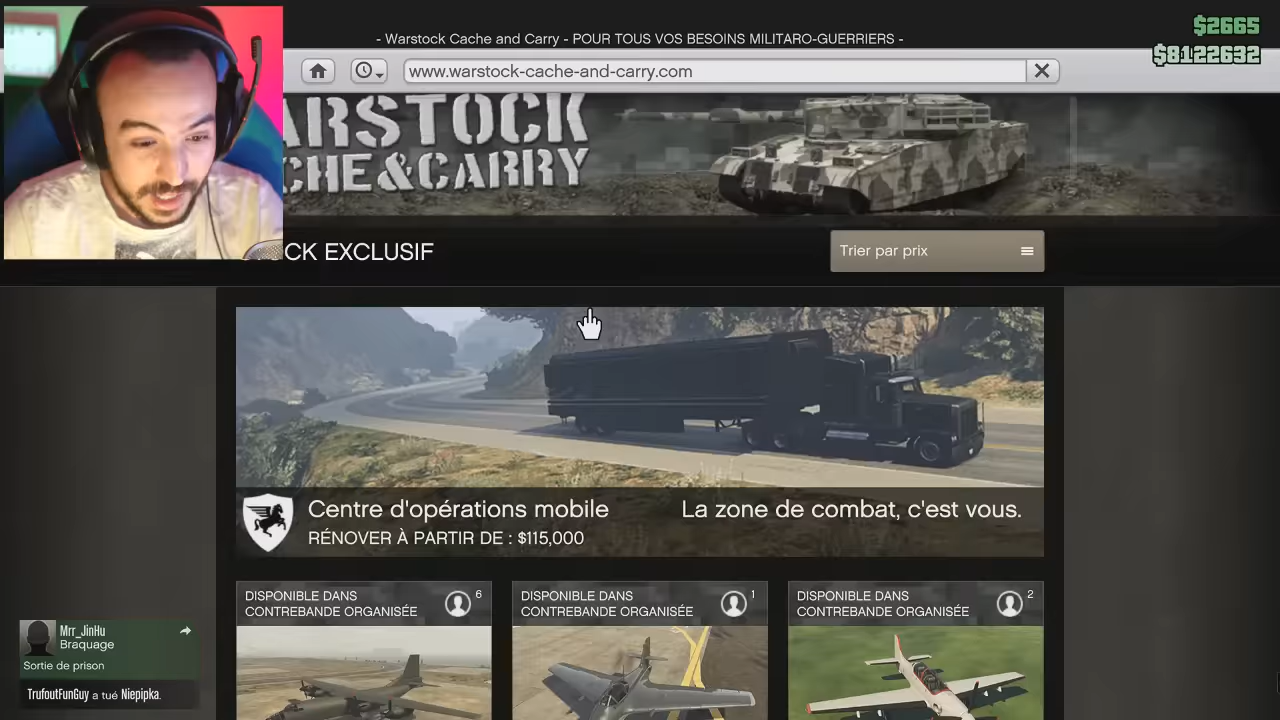 $2665
- Warstock Cache and Carry - POUR TOUS VOS BESOINS MILITARO-GUERRIERS -
$8122632
www.warstock-cache-and-carry.com
ARSTOCK
CHE&CARRY
OCK EXCLUSIF
Trier par prix
Centre d'opérations mobile
La zone de combat, c'est vous.
RÉNOVER À PARTIR DE : $115,000
DISPONIBLE DANS
CONTREBANDE ORGANISÉE
6
DISPONIBLE DANS
CONTREBANDE ORGANISÉE
1
DISPONIBLE DANS
CONTREBANDE ORGANISÉE
2
Mrr_JinHu
Braquage
Sortie de prison
TrufoutFunGuy a tué Niepipka.